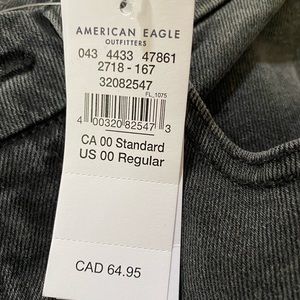 AMERICAN EAGLE
OUTFITTERS
043 4433 47861
2718 - 167
32082547
FL_1075
4 00320 82547 3
CA 00 Standard
US 00 Regular
CAD 64.95